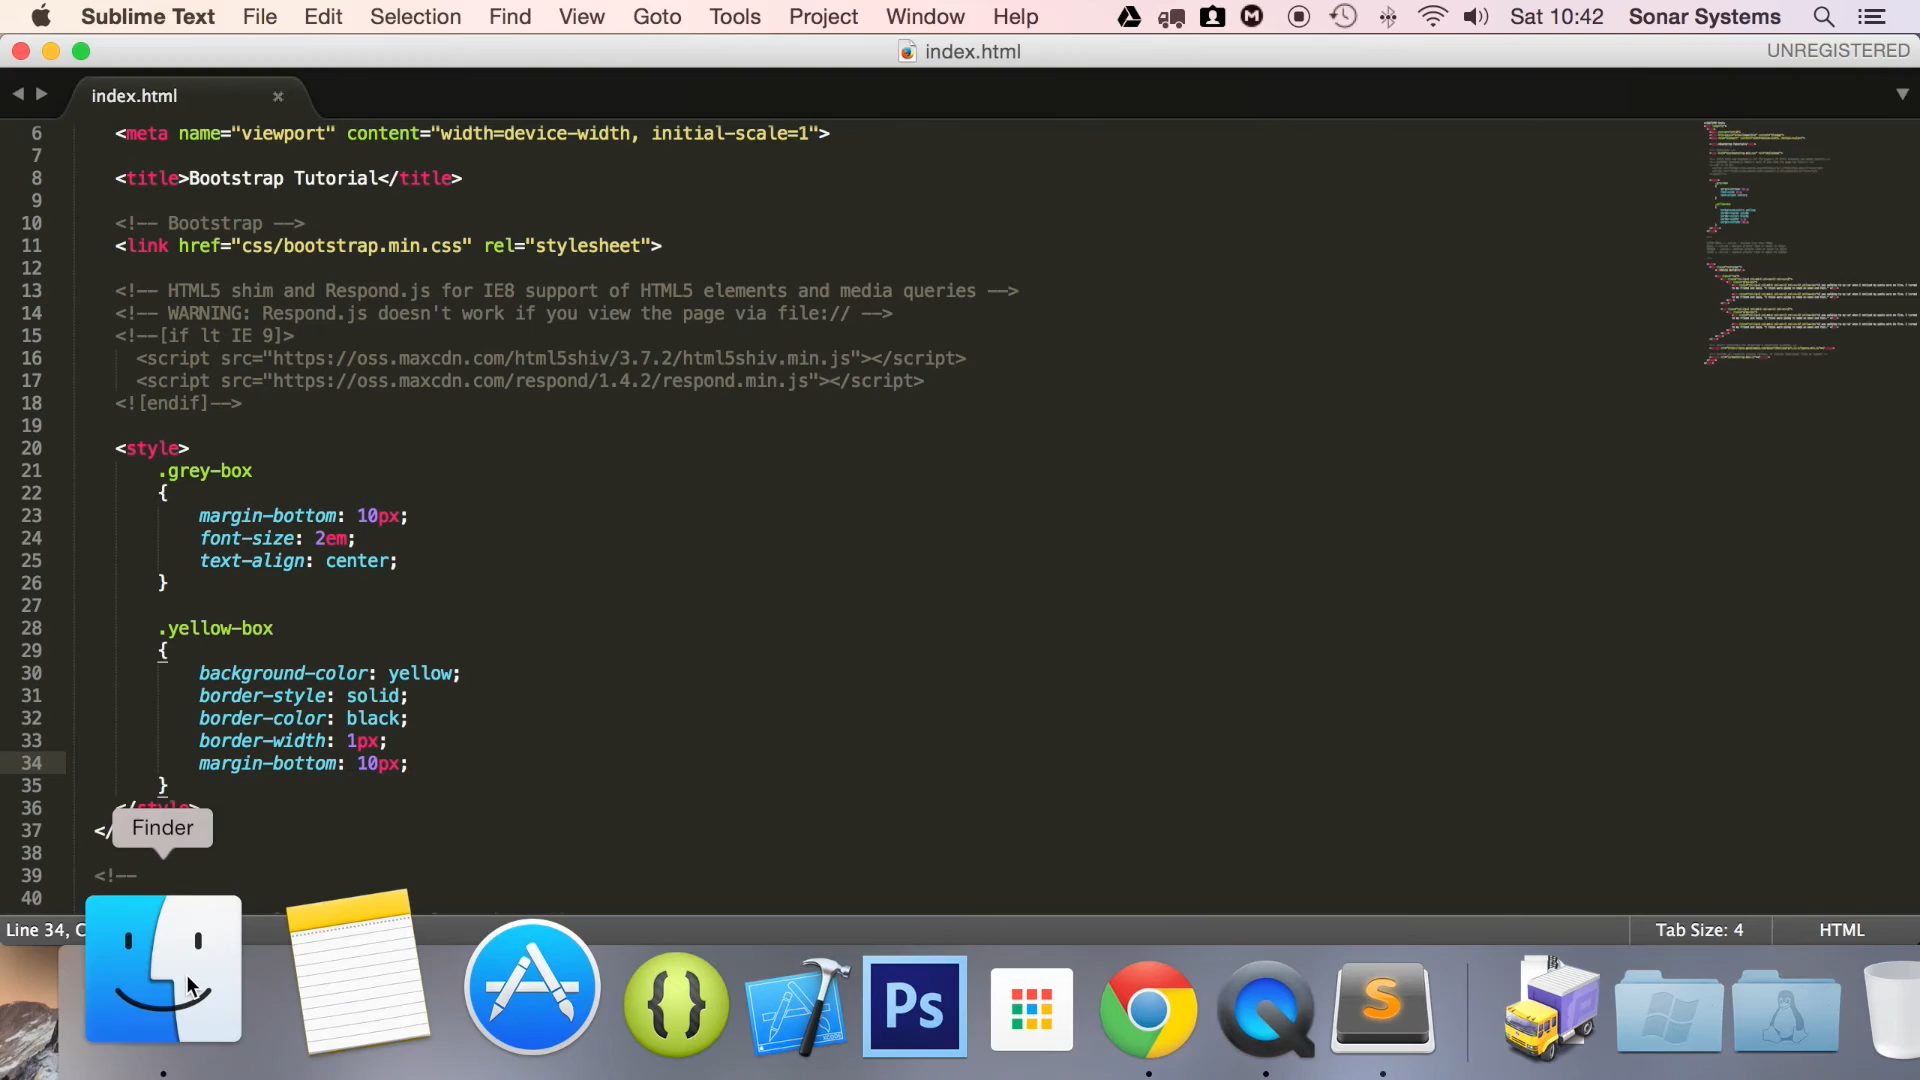 Sublime Text File Edit Selection Find View Goto Tools Project Window Help Sat 10:42 Sonar Systems
index.html UNREGISTERED
index.html
6 <meta name="viewport" content="width=device-width, initial-scale=1">
7
8 <title>Bootstrap Tutorial</title>
9
10 <!-- Bootstrap -->
11 <link href="css/bootstrap.min.css" rel="stylesheet">
12
13 <!-- HTML5 shim and Respond.js for IE8 support of HTML5 elements and media queries -->
14 <!-- WARNING: Respond.js doesn't work if you view the page via file:// -->
15 <!--[if lt IE 9]>
16 <script src="https://oss.maxcdn.com/html5shiv/3.7.2/html5shiv.min.js"></script>
17 <script src="https://oss.maxcdn.com/respond/1.4.2/respond.min.js"></script>
18 <![endif]-->
19
20 <style>
21 .grey-box
22 {
23 margin-bottom: 10px;
24 font-size: 2em;
25 text-align: center;
26 }
27
28 .yellow-box
29 {
30 background-color: yellow;
31 border-style: solid;
32 border-color: black;
33 border-width: 1px;
34 margin-bottom: 10px;
35 }
36 </style>
37 </
Finder
38
39 <!--
40
Line 34, C Tab Size: 4 HTML
Ps
S